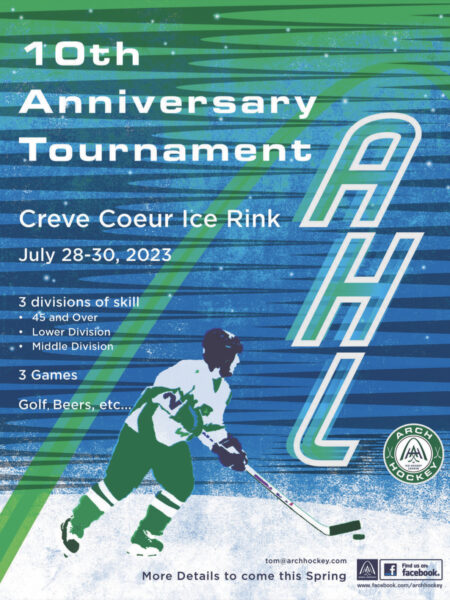 10th
Anniversary
Tournament
AHL
Creve Coeur Ice Rink
July 28-30, 2023
3 divisions of skill
• 45 and Over
• Lower Division
• Middle Division
3 Games
Golf, Beers, etc...
2
ARCH
HOCKEY
tom@archhockey.com
More Details to come this Spring
Find us on
facebook.
www.facebook.com/archhockey